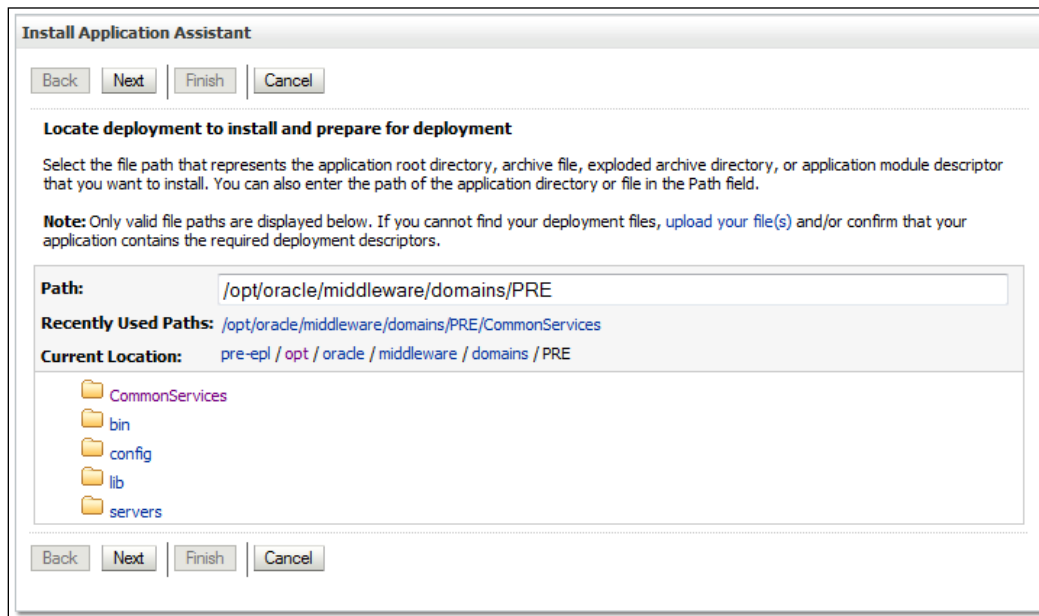 Install Application Assistant
Back Next Finish Cancel
Locate deployment to install and prepare for deployment
Select the file path that represents the application root directory, archive file, exploded archive directory, or application module descriptor
that you want to install. You can also enter the path of the application directory or file in the Path field.
Note: Only valid file paths are displayed below. If you cannot find your deployment files, upload your file(s) and/or confirm that your
application contains the required deployment descriptors.
Path: /opt/oracle/middleware/domains/PRE
Recently Used Paths: /opt/oracle/middleware/domains/PRE/CommonServices
Current Location: pre-epl / opt / oracle / middleware / domains / PRE
CommonServices
bin
config
lib
servers
Back Next Finish Cancel